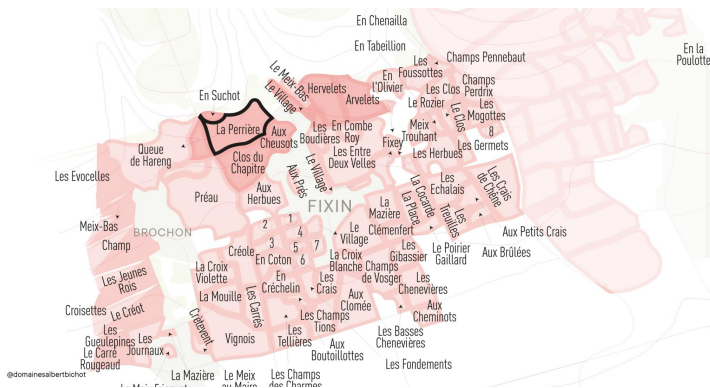 En Chenailla
En Tabeillion
En la
Poulotte
Les
Foussottes
Champs Pennebaut
Le Meix-Bas
Le Village
Hervelets
Arvelets
En
l'Olivier
Les Clos
Champs
Perdrix
En Suchot
La Perrière
Le Rozier
Le Clos
Les
Mogottes
8
Aux
Cheusots
Les
Boudières
En Combe
Roy
Meix
Trouhant
Fixey
Les Germets
Queue
de Hareng
Clos du
Chapitre
Les Entre
Deux Velles
Les Herbues
Les Evocelles
Préau
Aux
Herbues
Aux Prés
Le Village
Les
Echalais
Les Crais
de Chêne
FIXIN
La
Mazière
La Cocarde
La Place
Les
Treuilles
Meix-Bas
BROCHON
Champ
2
1
4
3
5
7
6
Le
Village
Clémenfert
Aux Petits Crais
Créole
En Coton
Les
Gibassier
Le Poirier
Gaillard
Aux Brûlées
La Croix
Violette
La Croix
Blanche
Champs
de Vosger
Les Jeunes
Rois
En
Créchelin
Les
Crais
Les
Chenevières
La Mouille
Les Carrés
Aux
Clomée
Aux
Cheminots
Croisettes
Le Créot
Crétevent
Les Champs
Tions
Les
Gueulepines
Les
Journaux
Vignois
Les
Tellières
Aux
Boutoillottes
Les Basses
Chenevières
Le Carré
Rougeaud
Les Fondements
@domainesalbertbichot
La Mazière
Le Meix
au Maire
Les Champs
des Charmes